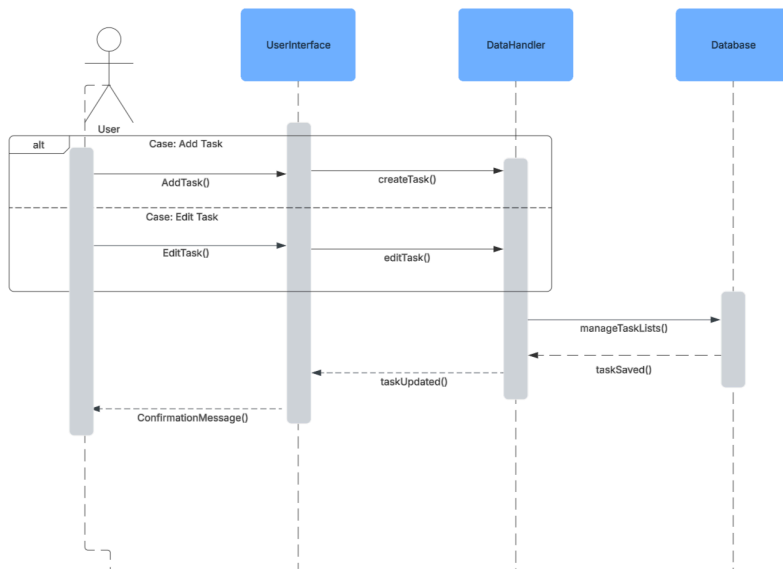 UserInterface
DataHandler
Database
User
alt
Case: Add Task
AddTask()
createTask()
Case: Edit Task
EditTask()
editTask()
manageTaskLists()
taskSaved()
taskUpdated()
ConfirmationMessage()